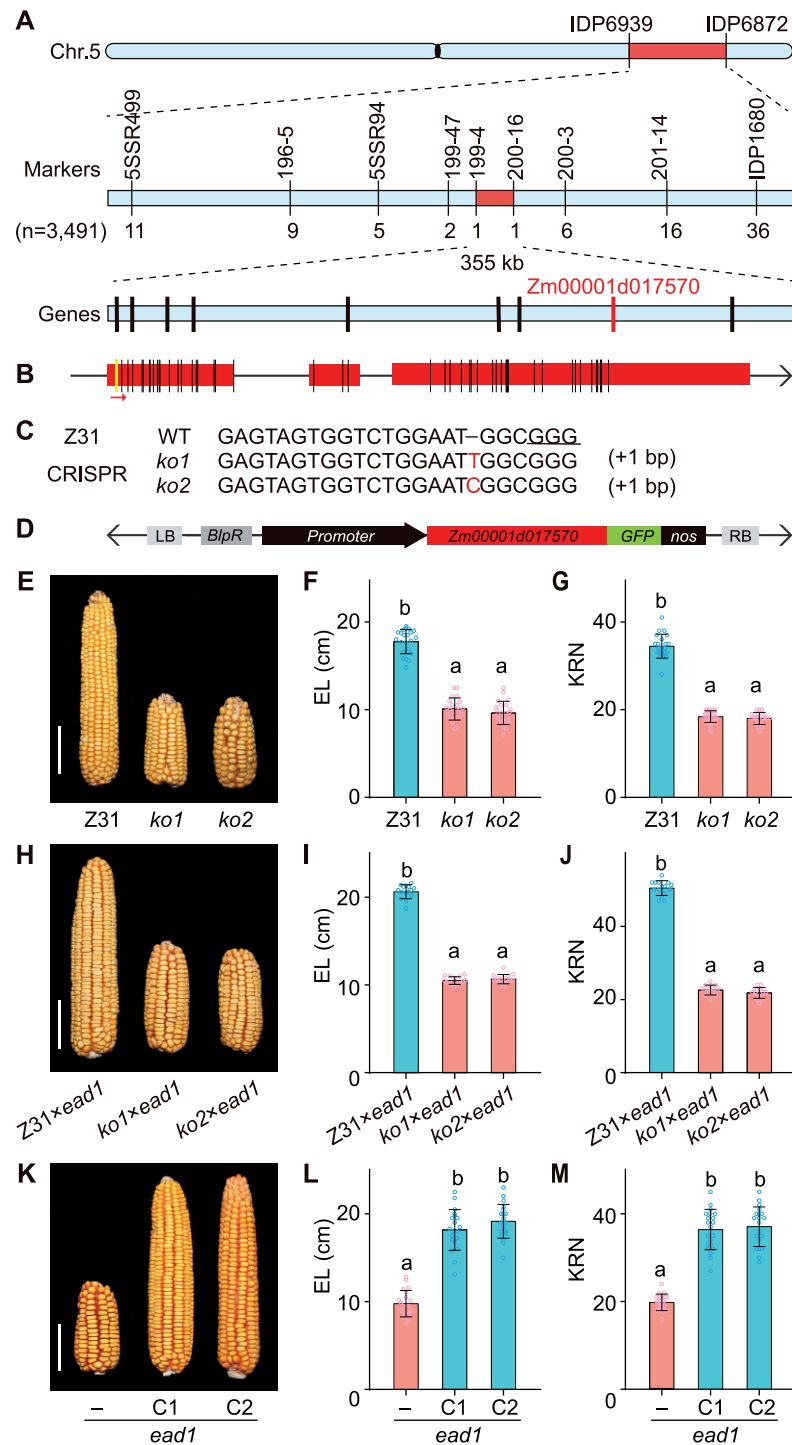 A
IDP6939 IDP6872
Chr.5
5SSR499 196-5 5SSR94 199-47 199-4 200-16 200-3 201-14 IDP1680
Markers
(n=3,491) 11 9 5 2 1 1 6 16 36
355 kb
Zm00001d017570
Genes
B
C Z31 WT GAGTAGTGGTCTGGAAT–GGCGGG
CRISPR ko1 GAGTAGTGGTCTGGAATTGGCGGG (+1 bp)
ko2 GAGTAGTGGTCTGGAATCGGCGGG (+1 bp)
D LB BlpR Promoter Zm00001d017570 GFP nos RB
E
Z31 ko1 ko2
F
EL (cm)
20
10
0
b a a
Z31 ko1 ko2
G
KRN
40
20
0
b a a
Z31 ko1 ko2
H
Z31×ead1 ko1×ead1 ko2×ead1
I
EL (cm)
20
10
0
b a a
Z31×ead1 ko1×ead1 ko2×ead1
J
KRN
40
20
0
b a a
Z31×ead1 ko1×ead1 ko2×ead1
K
– C1 C2
ead1
L
EL (cm)
20
10
0
a b b
– C1 C2
ead1
M
KRN
40
20
0
a b b
– C1 C2
ead1